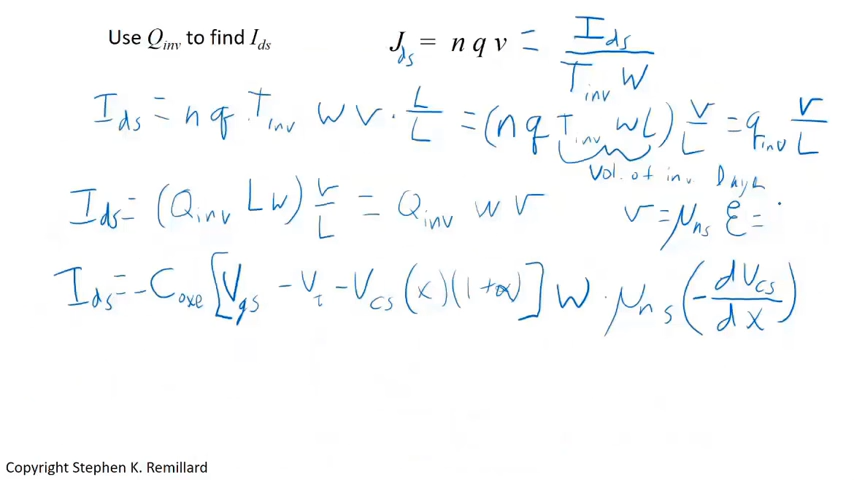 Use Q_inv to find I_ds
J_ds = n q v = I_ds / (T_inv W)
I_ds = n q · T_inv W v · L/L = (n q T_inv W L) v/L = q_inv v/L
Vol. of inv layer
I_ds = (Q_inv L W) v/L = Q_inv W v
v = μ_ns ℰ =
I_ds = -C_oxe [V_gs - V_t - V_cs (x) (1+α)] W · μ_ns (- dV_cs/dx)
Copyright Stephen K. Remillard